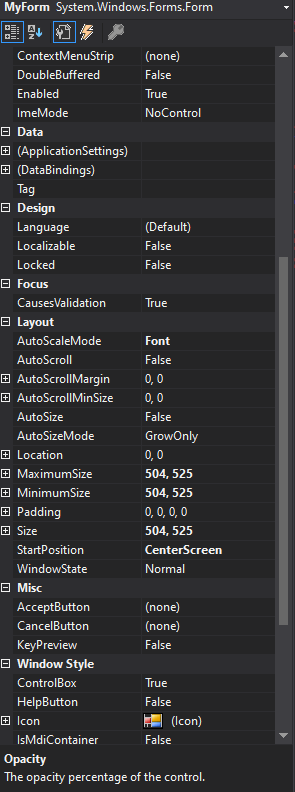 MyForm System.Windows.Forms.Form
ContextMenuStrip (none)
DoubleBuffered False
Enabled True
ImeMode NoControl
Data
(ApplicationSettings)
(DataBindings)
Tag
Design
Language (Default)
Localizable False
Locked False
Focus
CausesValidation True
Layout
AutoScaleMode Font
AutoScroll False
AutoScrollMargin 0, 0
AutoScrollMinSize 0, 0
AutoSize False
AutoSizeMode GrowOnly
Location 0, 0
MaximumSize 504, 525
MinimumSize 504, 525
Padding 0, 0, 0, 0
Size 504, 525
StartPosition CenterScreen
WindowState Normal
Misc
AcceptButton (none)
CancelButton (none)
KeyPreview False
Window Style
ControlBox True
HelpButton False
Icon (Icon)
IsMdiContainer False
Opacity
The opacity percentage of the control.